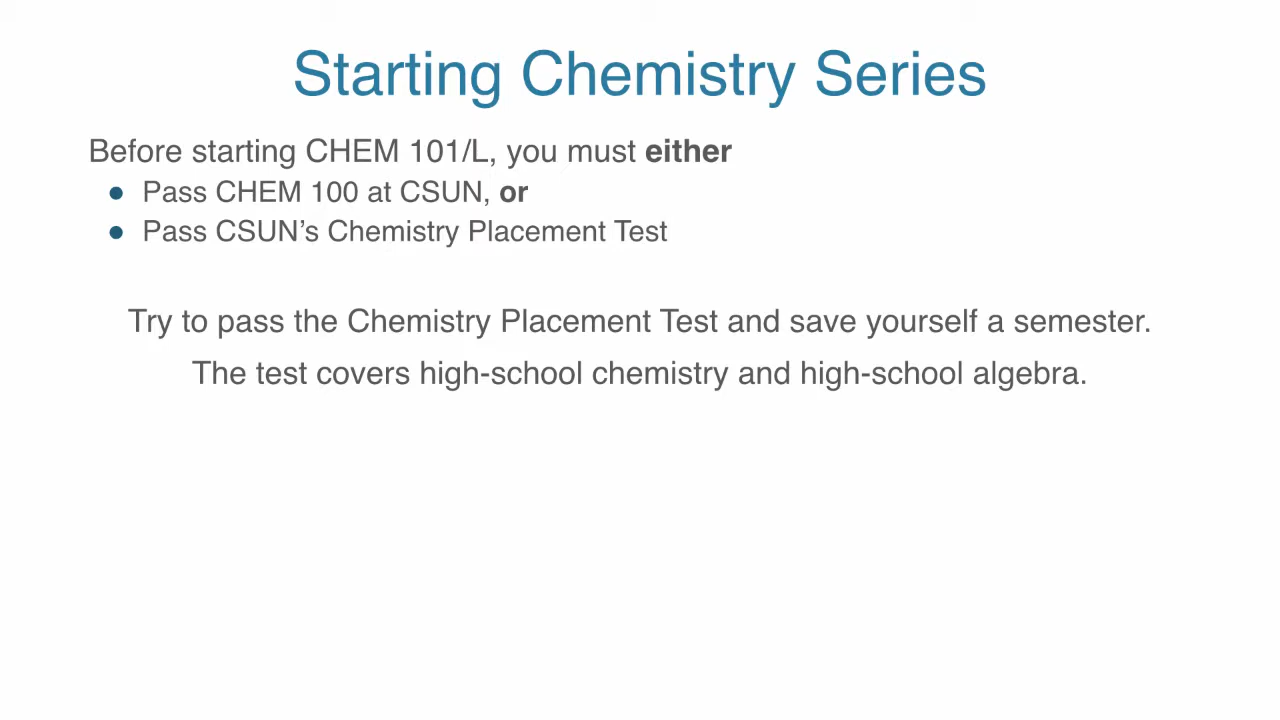 Starting Chemistry Series
Before starting CHEM 101/L, you must either
● Pass CHEM 100 at CSUN, or
● Pass CSUN’s Chemistry Placement Test
Try to pass the Chemistry Placement Test and save yourself a semester.
The test covers high-school chemistry and high-school algebra.